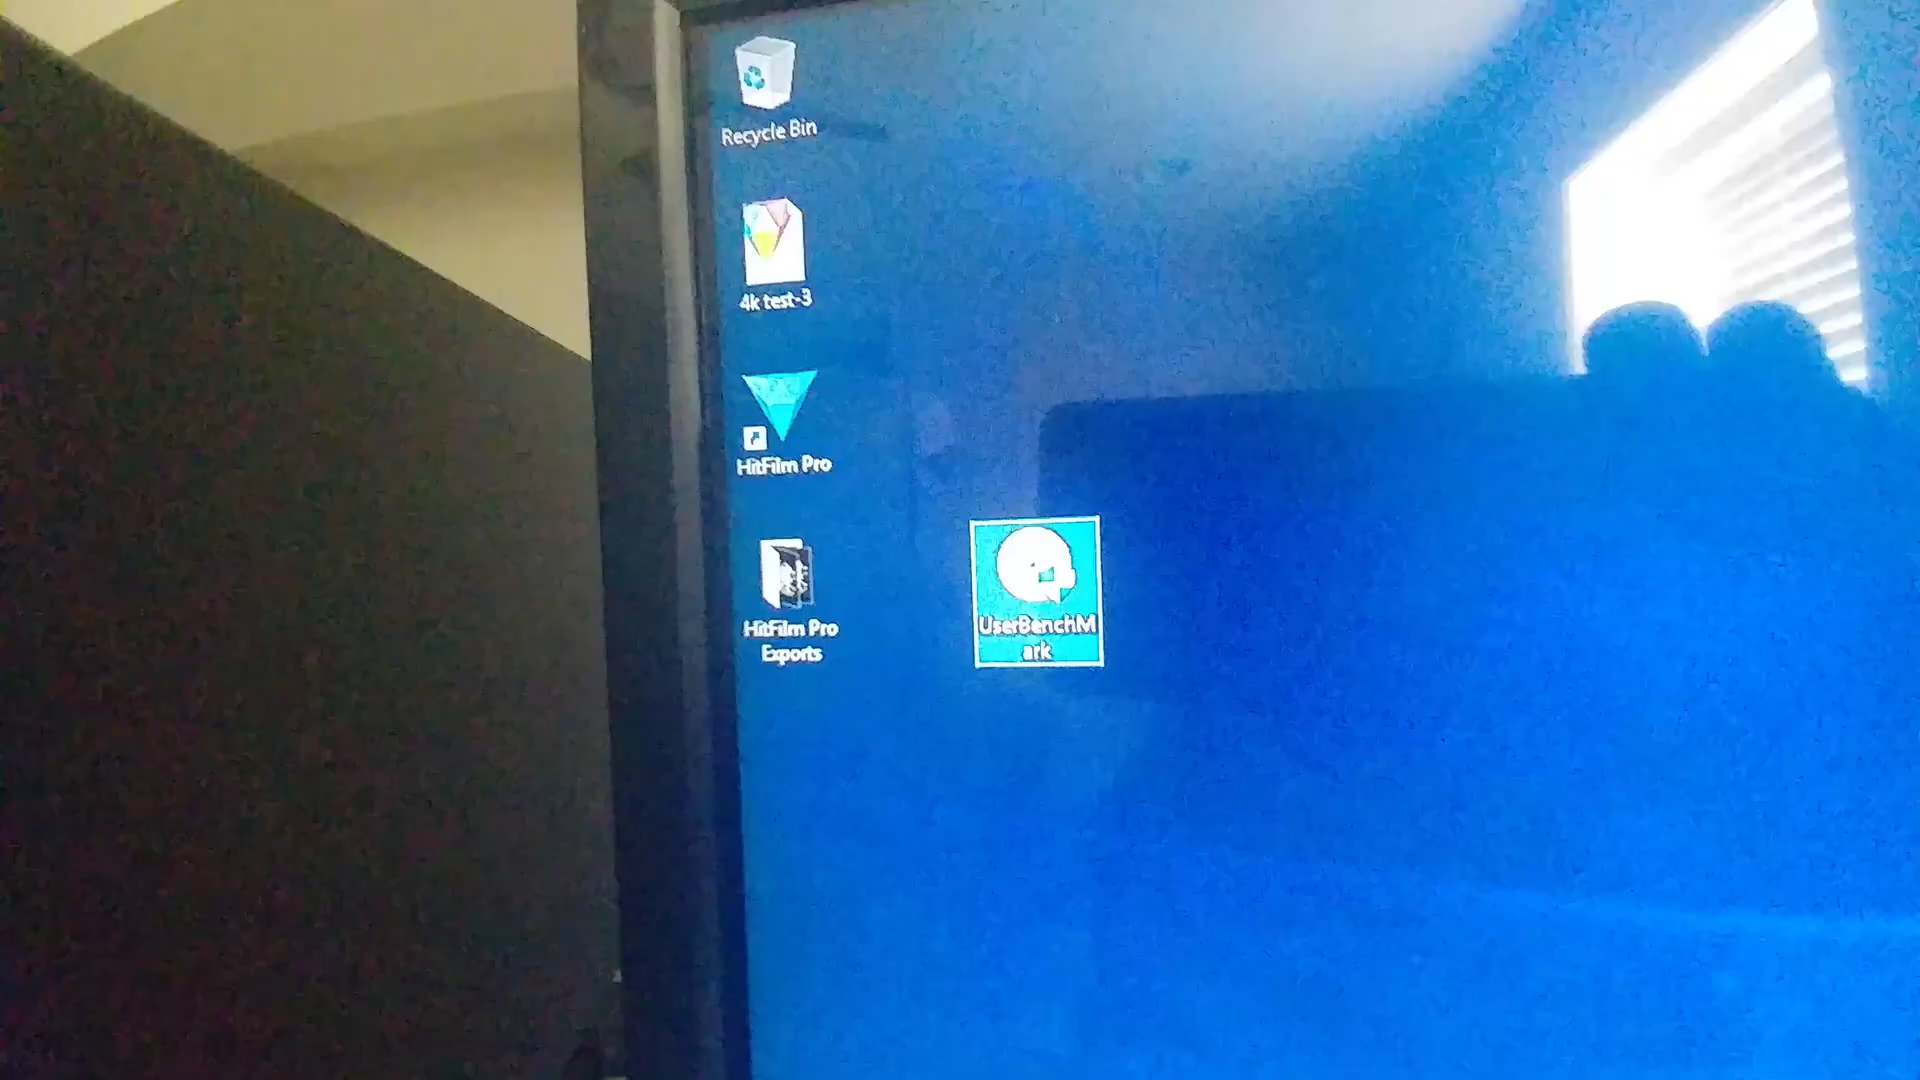 Recycle Bin
4k test-3
HitFilm Pro
HitFilm Pro
Exports
UserBenchM
ark